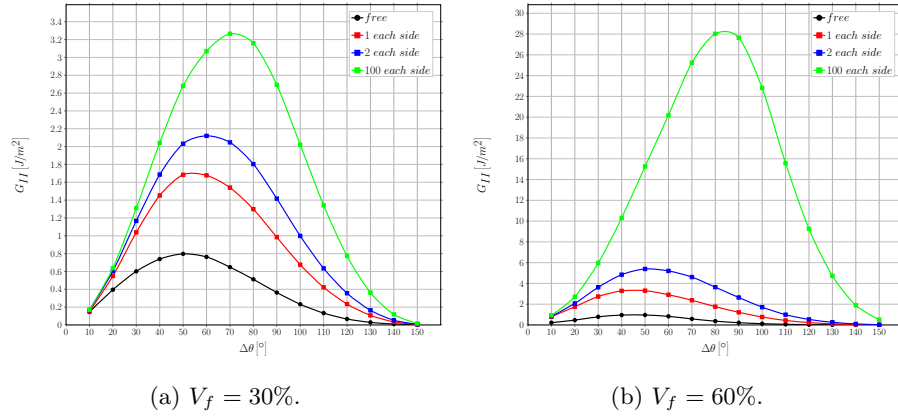 3.4
3.2
3
2.8
2.6
2.4
2.2
2
1.8
1.6
1.4
1.2
1
0.8
0.6
0.4
0.2
0
G_{II} [J/m^2]
10 20 30 40 50 60 70 80 90 100 110 120 130 140 150
Δθ[°]
free
1 each side
2 each side
100 each side
(a) V_f = 30%.
60
28
26
24
22
20
18
16
14
12
10
8
6
4
2
0
G_{II} [J/m^2]
10 20 30 40 50 60 70 80 90 100 110 120 130 140 150
Δθ[°]
free
1 each side
2 each side
100 each side
(b) V_f = 60%.